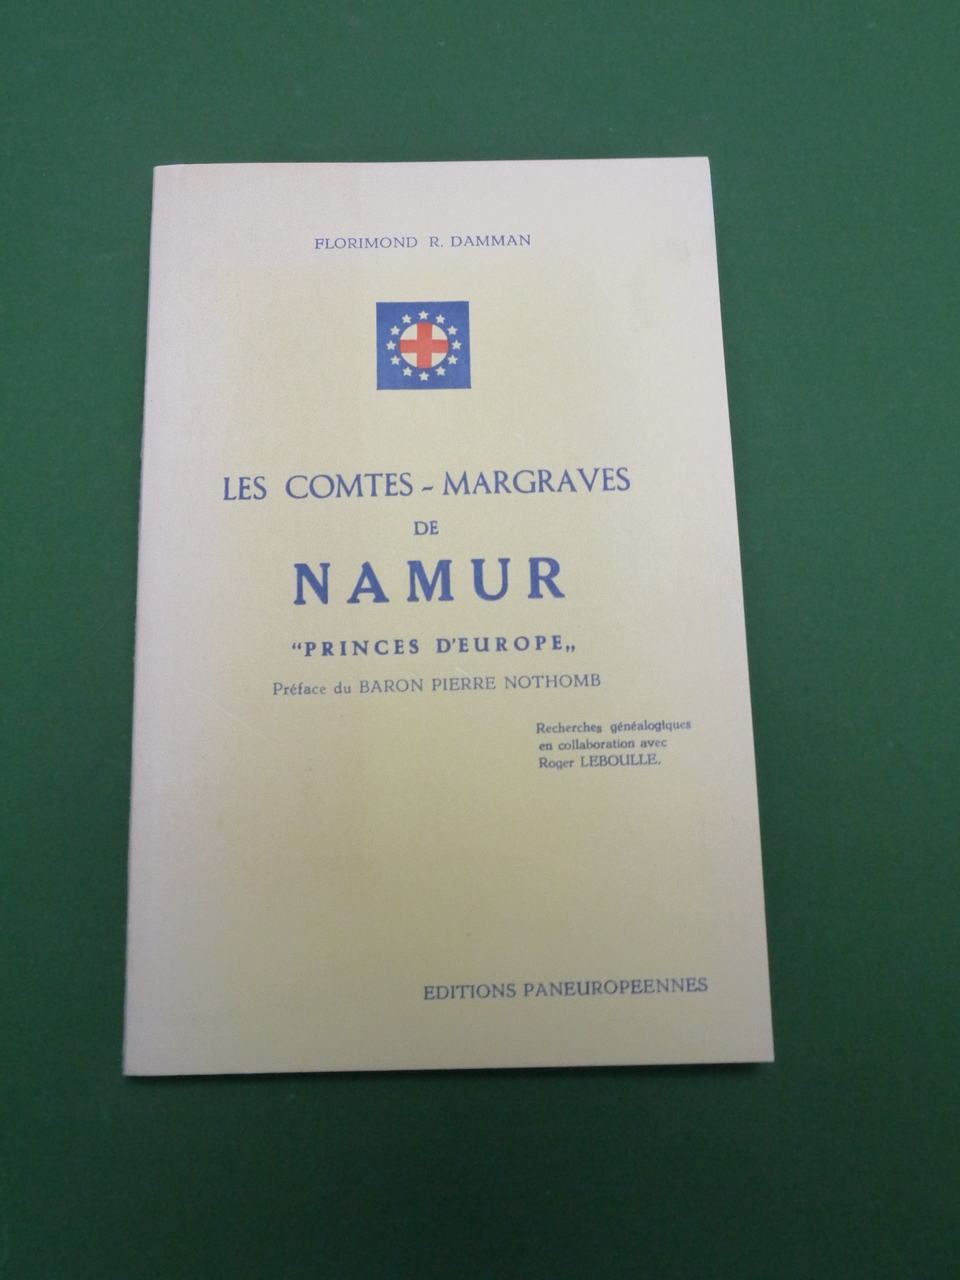 FLORIMOND R. DAMMAN
LES COMTES - MARGRAVES
DE
NAMUR
“PRINCES D'EUROPE„
Préface du BARON PIERRE NOTHOMB
Recherches généalogiques
en collaboration avec
Roger LEBOULLE.
EDITIONS PANEUROPEENNES